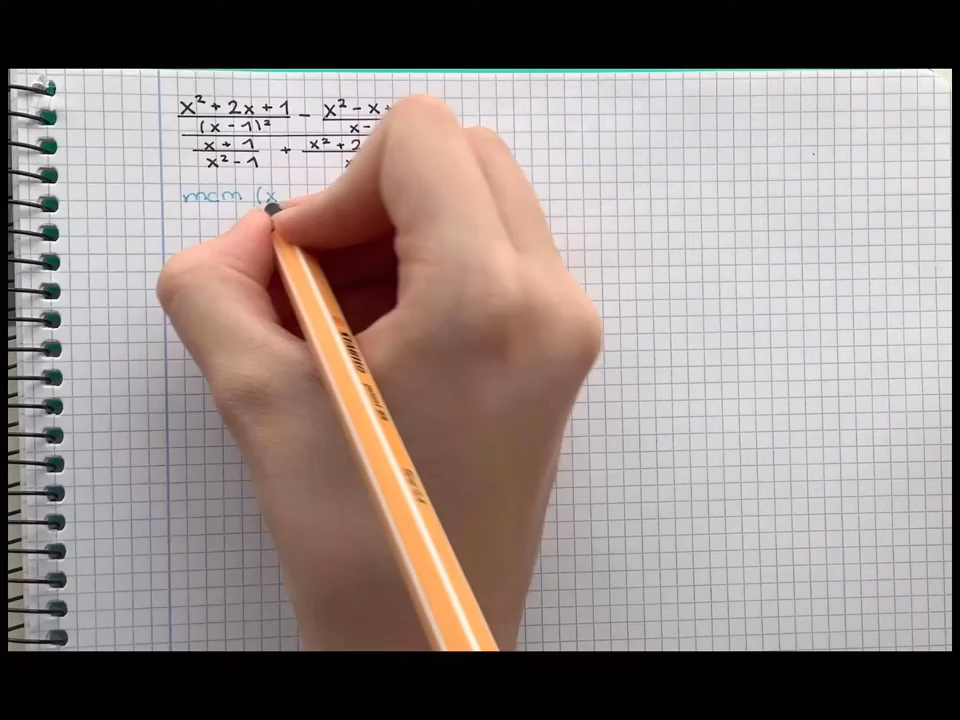 x² + 2x + 1 - x² - x +
(x - 1)² x -
x + 1 + x² + 2
x² - 1
mcm (x